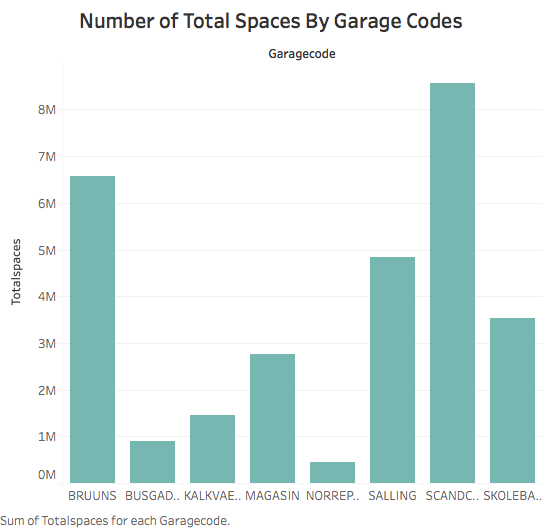 Number of Total Spaces By Garage Codes
Garagecode
Totalspaces
8M
7M
6M
5M
4M
3M
2M
1M
0M
BRUUNS BUSGAD.. KALKVAE.. MAGASIN NORREP.. SALLING SCANDC.. SKOLEBA..
Sum of Totalspaces for each Garagecode.